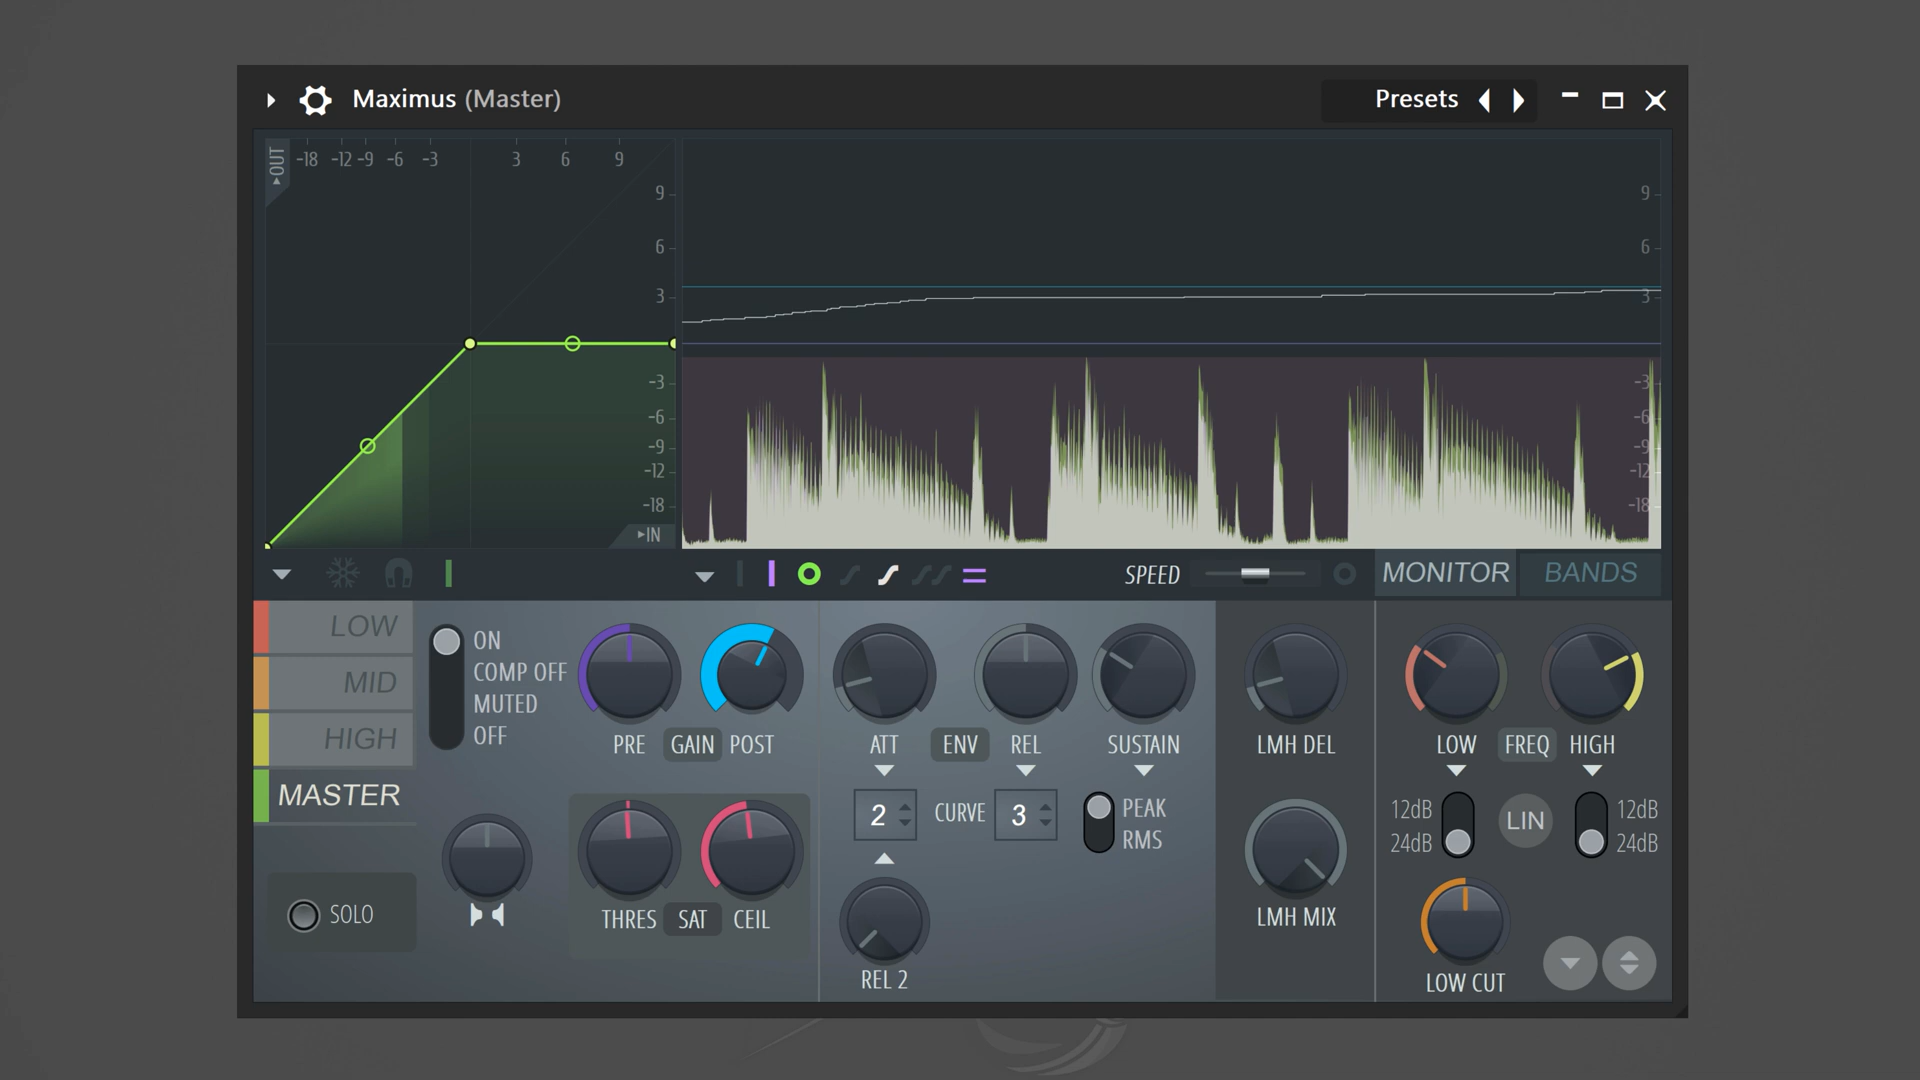 Maximus (Master)
Presets
OUT
-18 -12 -9 -6 -3 3 6 9
9 9
6 6
3 3
-3 -3
-6 -6
-9 -9
-12 -12
-18 -18
IN
SPEED
MONITOR BANDS
LOW
MID
HIGH
MASTER
SOLO
ON
COMP OFF
MUTED
OFF
PRE GAIN POST
THRES SAT CEIL
ATT ENV REL SUSTAIN
2 CURVE 3
PEAK
RMS
REL 2
LMH DEL
LMH MIX
LOW FREQ HIGH
12dB LIN 12dB
24dB 24dB
LOW CUT